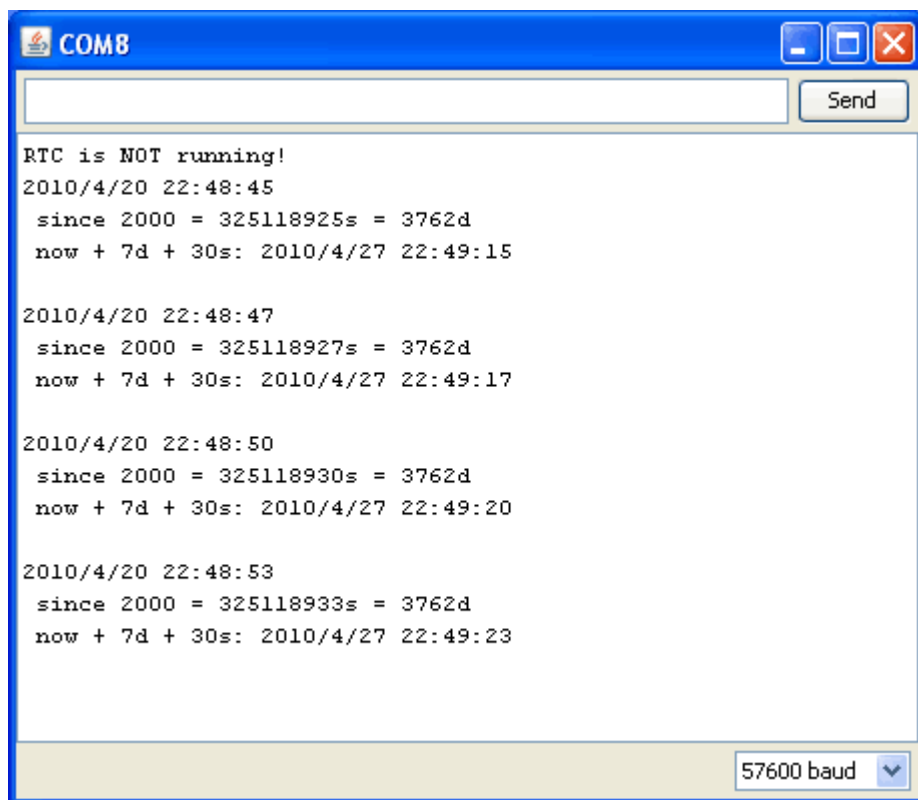 COM8
Send
RTC is NOT running!
2010/4/20 22:48:45
since 2000 = 325118925s = 3762d
now + 7d + 30s: 2010/4/27 22:49:15
2010/4/20 22:48:47
since 2000 = 325118927s = 3762d
now + 7d + 30s: 2010/4/27 22:49:17
2010/4/20 22:48:50
since 2000 = 325118930s = 3762d
now + 7d + 30s: 2010/4/27 22:49:20
2010/4/20 22:48:53
since 2000 = 325118933s = 3762d
now + 7d + 30s: 2010/4/27 22:49:23
57600 baud